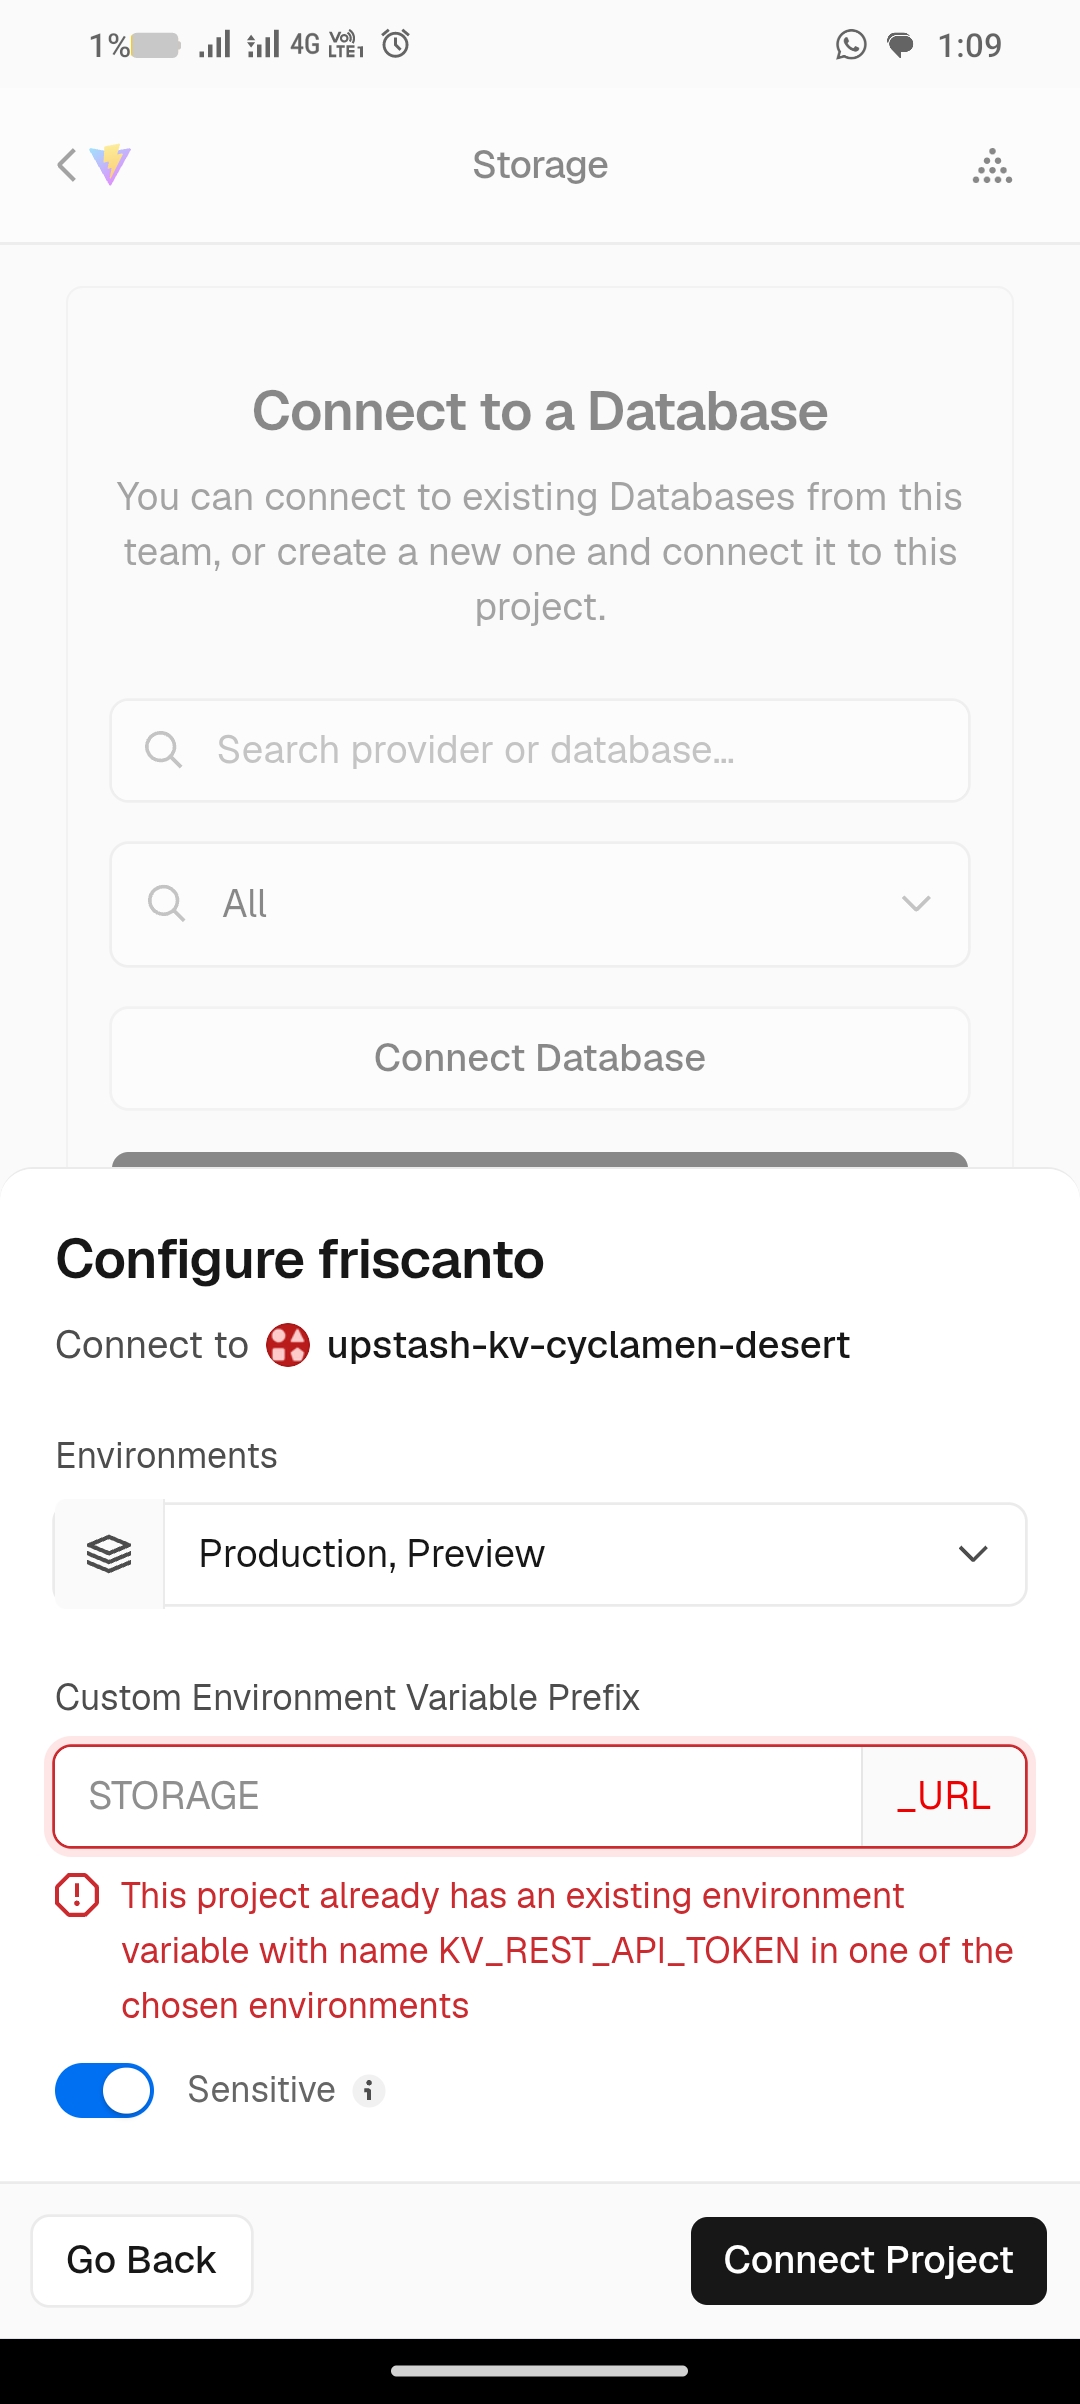 1%
4G
Vo))
LTE1
1:09
Storage
Connect to a Database
You can connect to existing Databases from this
team, or create a new one and connect it to this
project.
Search provider or database...
All
Connect Database
Configure friscanto
Connect to upstash-kv-cyclamen-desert
Environments
Production, Preview
Custom Environment Variable Prefix
STORAGE
_URL
This project already has an existing environment
variable with name KV_REST_API_TOKEN in one of the
chosen environments
Sensitive
Go Back
Connect Project